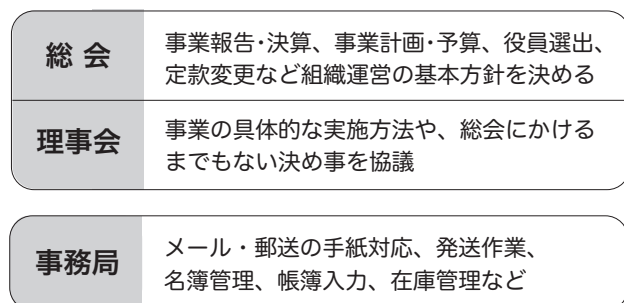 総 会
事業報告・決算、事業計画・予算、役員選出、
定款変更など組織運営の基本方針を決める
理事会
事業の具体的な実施方法や、総会にかける
までもない決め事を協議
事務局
メール・郵送の手紙対応、発送作業、
名簿管理、帳簿入力、在庫管理など